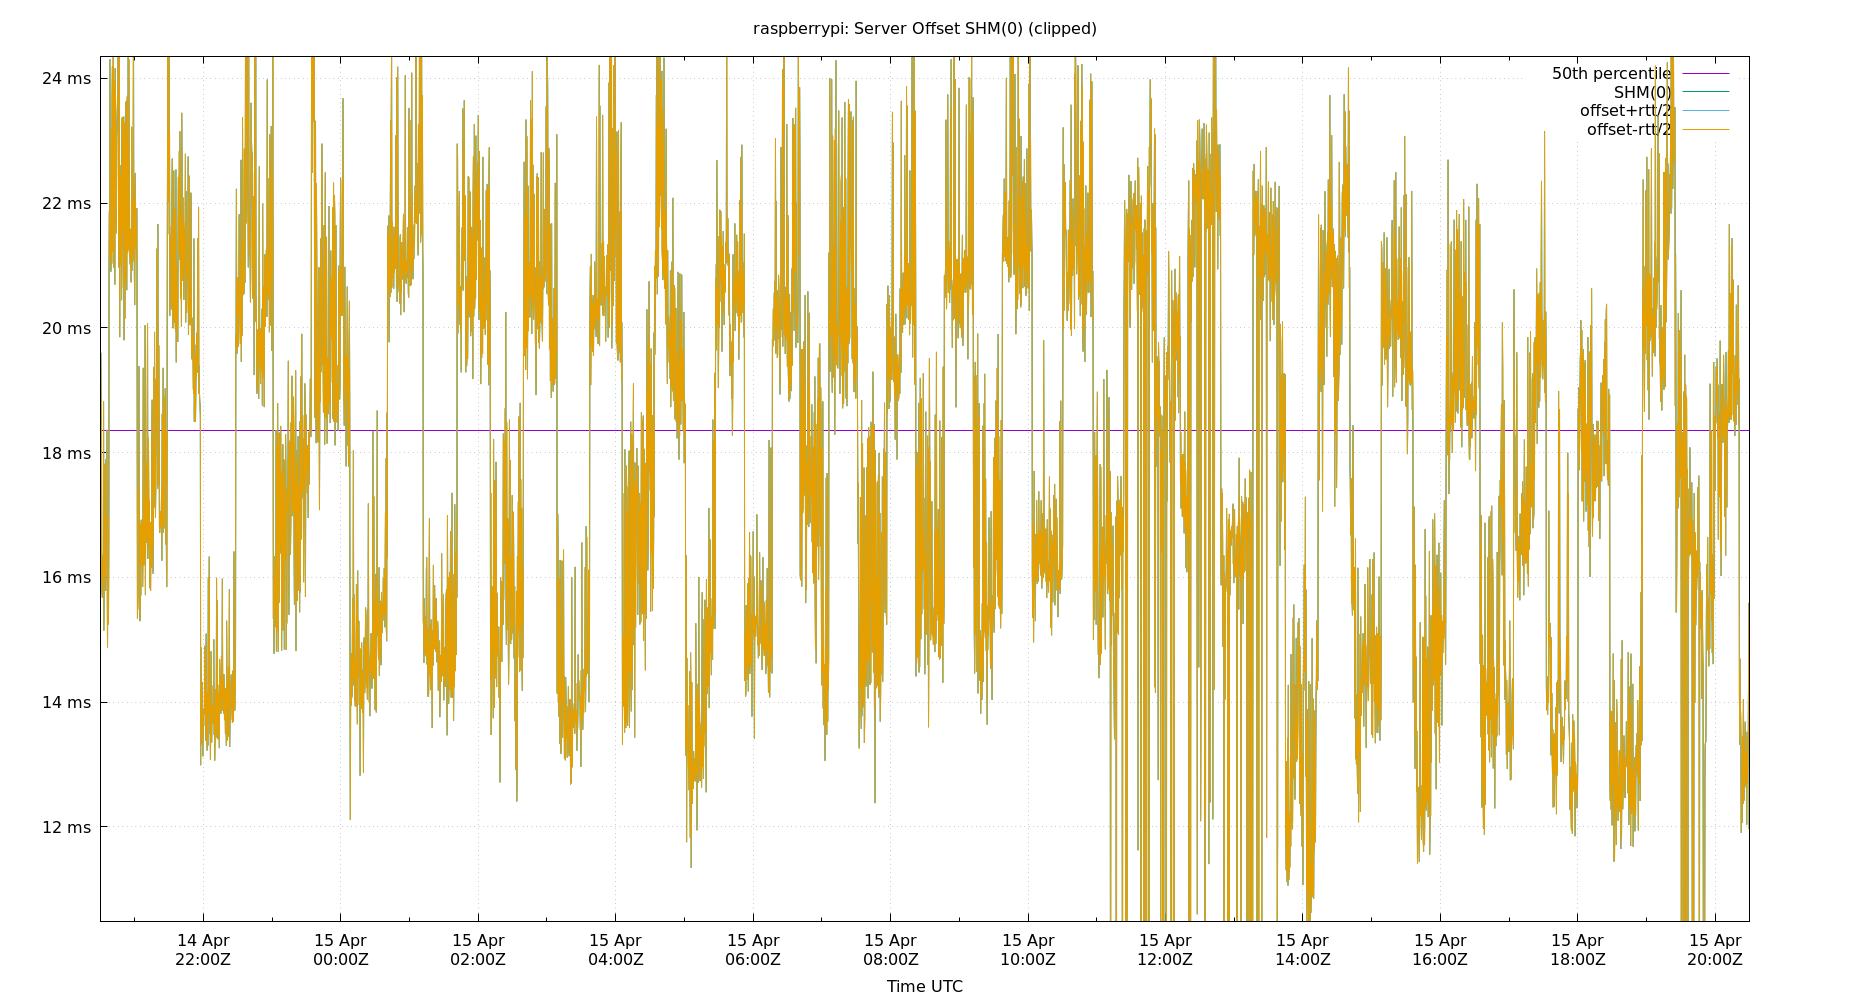 raspberrypi: Server Offset SHM(0) (clipped)
50th percentile
SHM(0)
offset+rtt/2
offset-rtt/2
24 ms
22 ms
20 ms
18 ms
16 ms
14 ms
12 ms
14 Apr 15 Apr 15 Apr 15 Apr 15 Apr 15 Apr 15 Apr 15 Apr 15 Apr 15 Apr 15 Apr 15 Apr
22:00Z 00:00Z 02:00Z 04:00Z 06:00Z 08:00Z 10:00Z 12:00Z 14:00Z 16:00Z 18:00Z 20:00Z
Time UTC